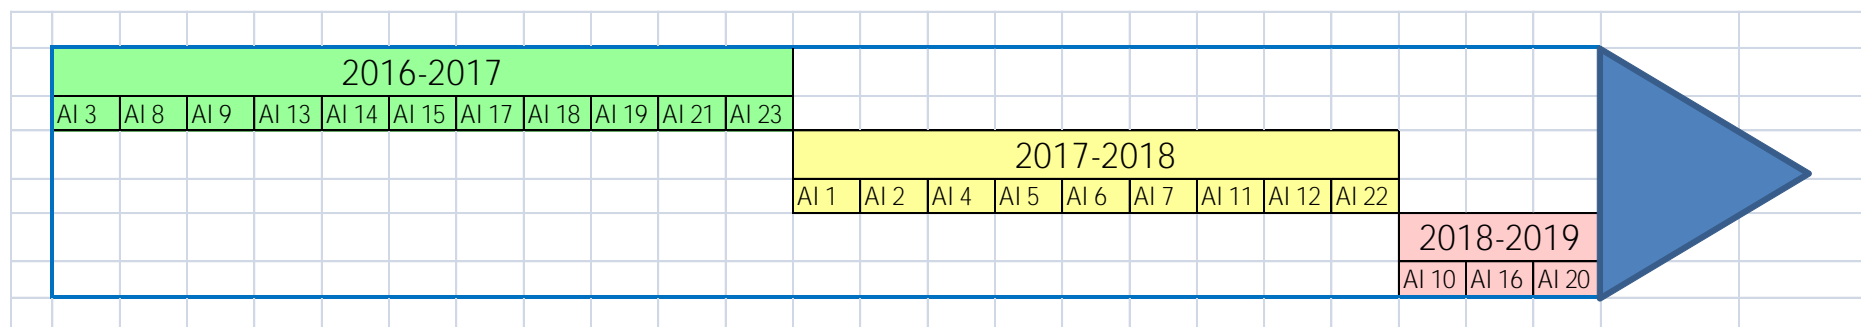 2016-2017
AI 3 AI 8 AI 9 AI 13 AI 14 AI 15 AI 17 AI 18 AI 19 AI 21 AI 23
2017-2018
AI 1 AI 2 AI 4 AI 5 AI 6 AI 7 AI 11 AI 12 AI 22
2018-2019
AI 10 AI 16 AI 20